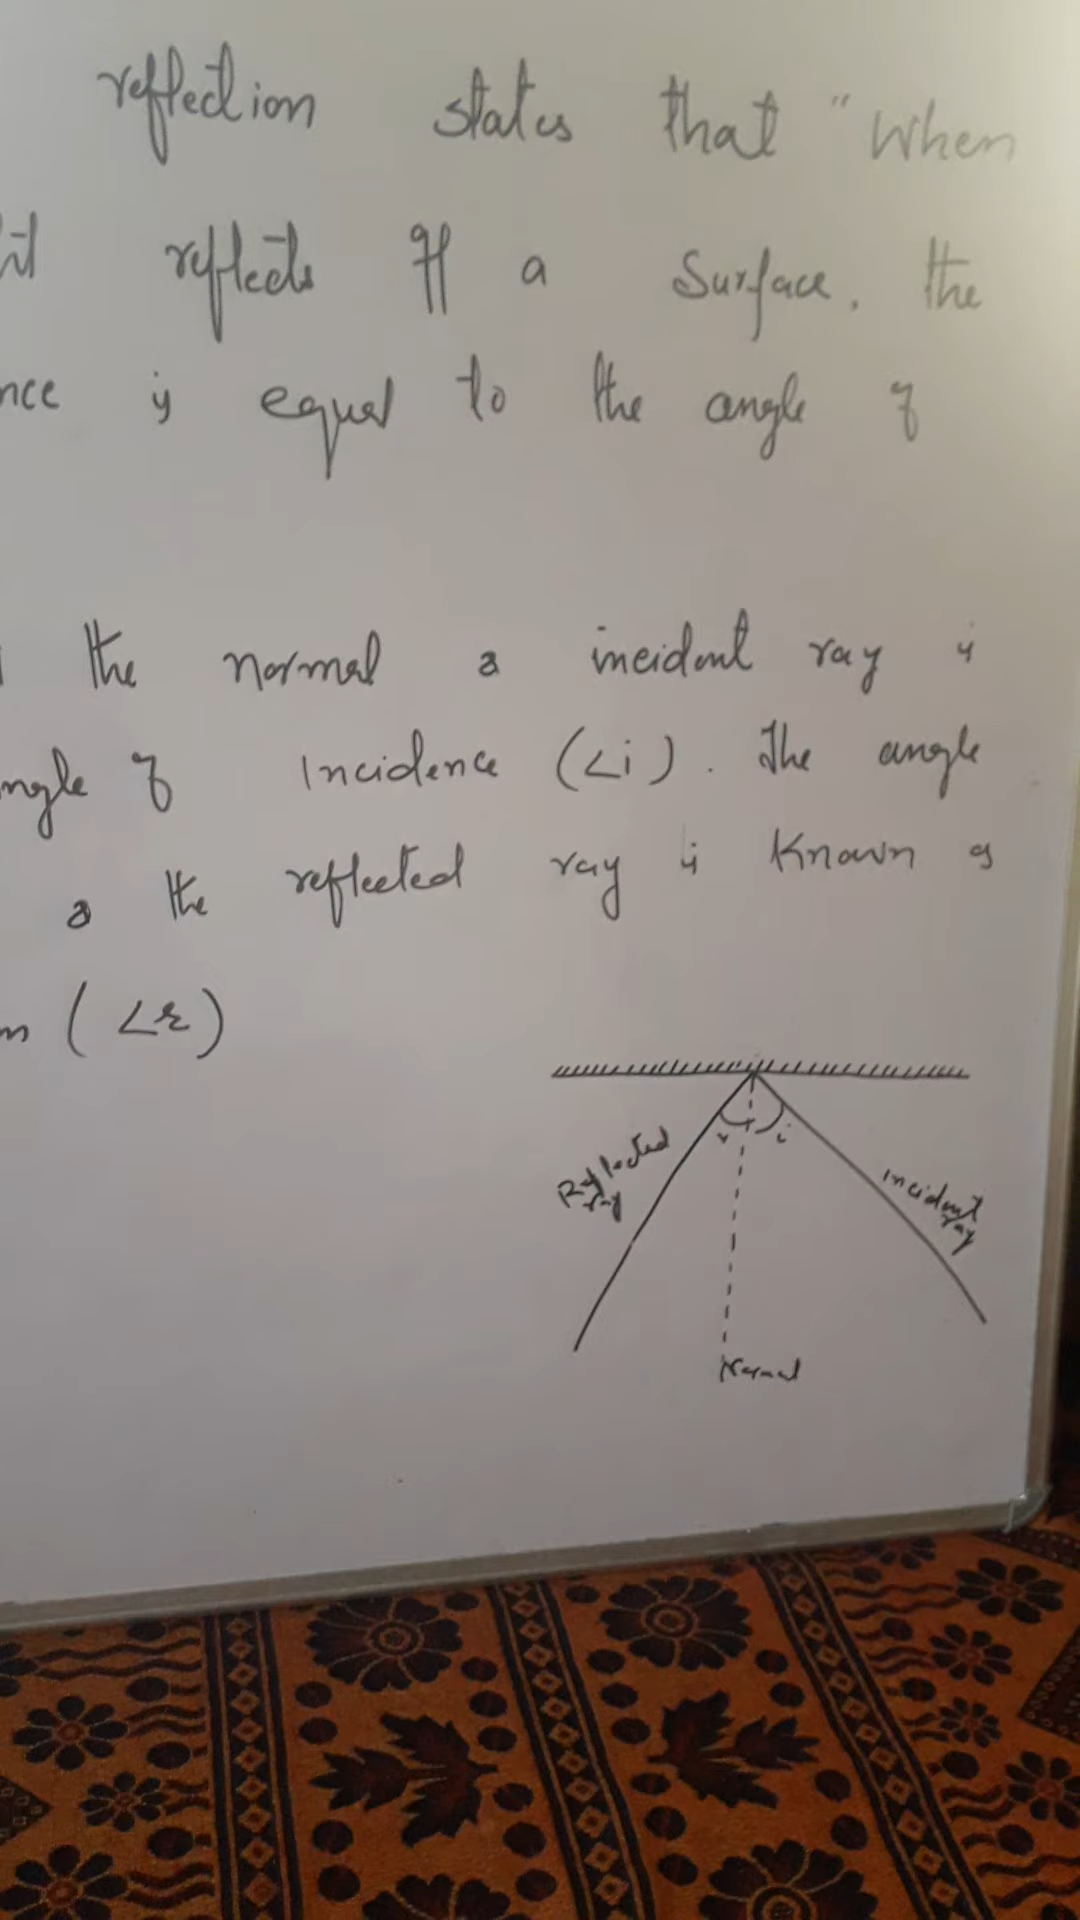 reflection states that "When
reflects off a Surface, the
nce is equal to the angle of
the normal & incident ray is
ngle of Incidence (∠i). The angle
& the reflected ray is Known as
(∠r)
r i
Reflected
ray
incident
ray
Normal